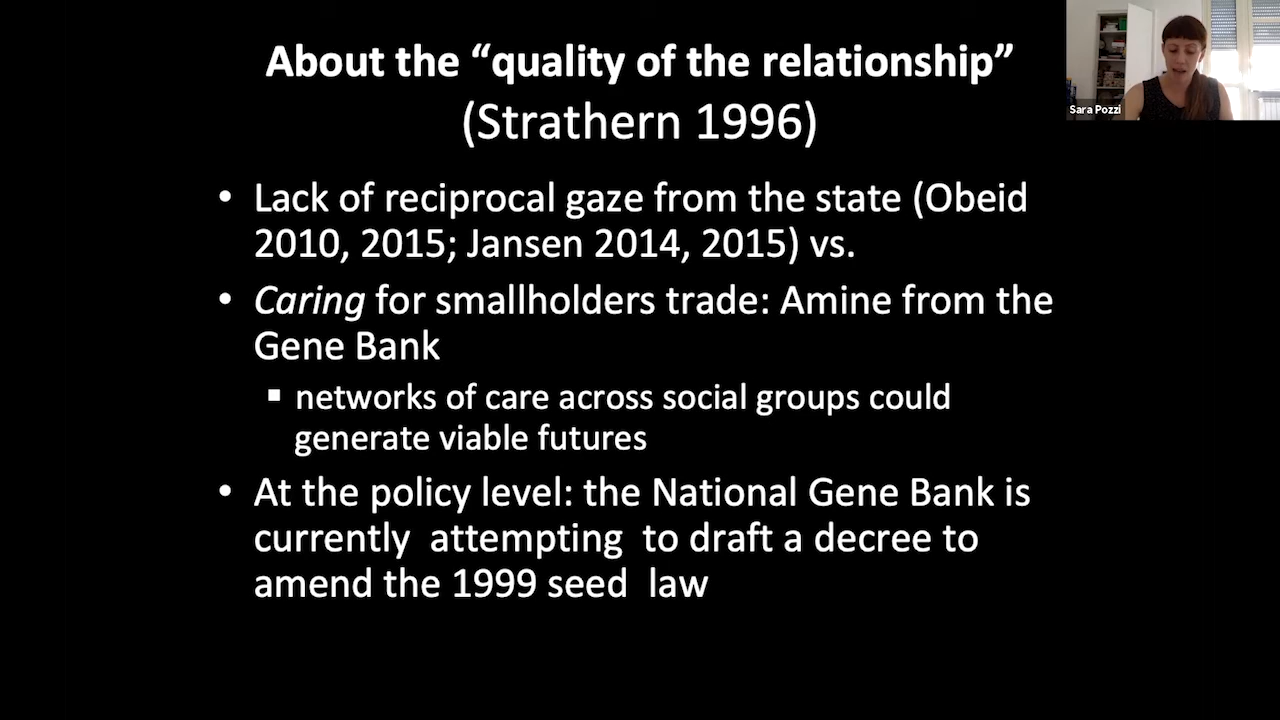 About the “quality of the relationship”
(Strathern 1996)
Sara Pozzi
• Lack of reciprocal gaze from the state (Obeid
2010, 2015; Jansen 2014, 2015) vs.
• Caring for smallholders trade: Amine from the
Gene Bank
▪ networks of care across social groups could
generate viable futures
• At the policy level: the National Gene Bank is
currently  attempting  to draft a decree to
amend the 1999 seed  law